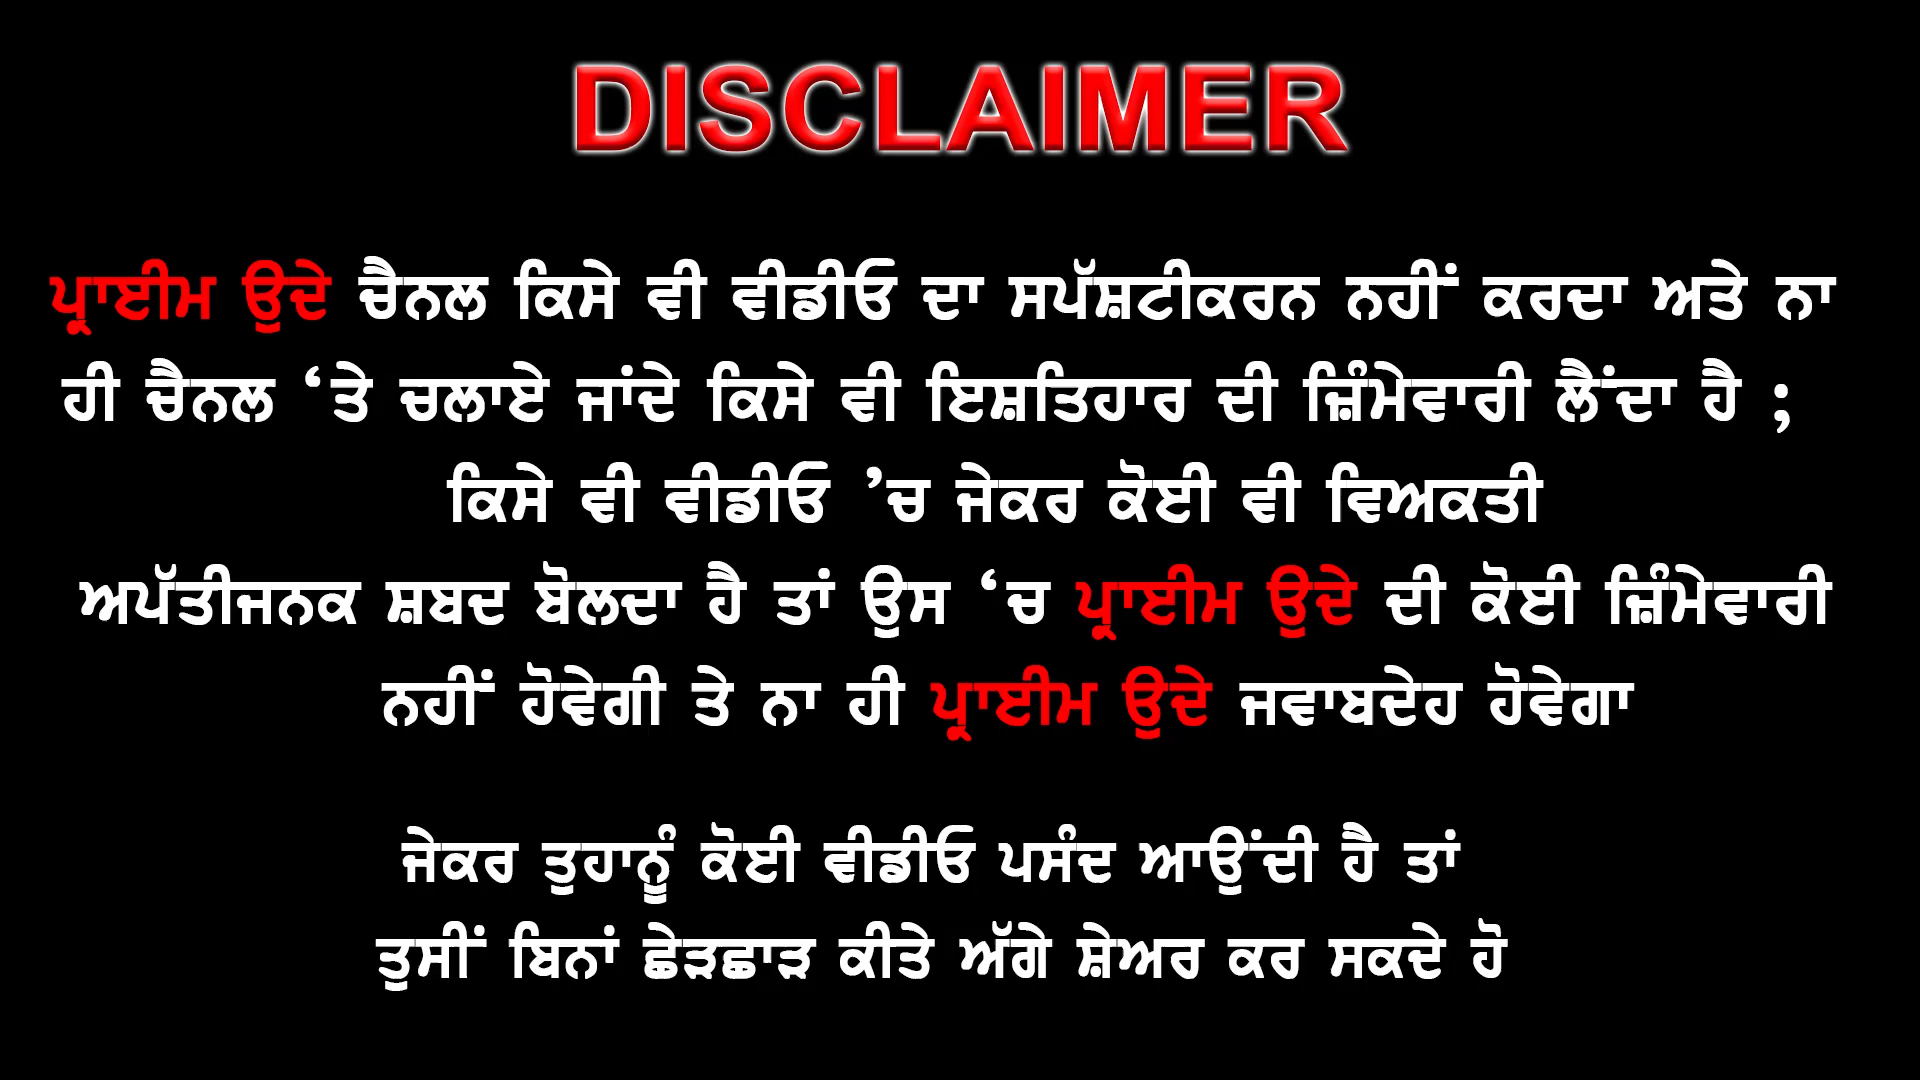 DISCLAIMER
ਪ੍ਰਾਈਮ ਉਦੇ ਚੈਨਲ ਕਿਸੇ ਵੀ ਵੀਡੀਓ ਦਾ ਸਪੱਸ਼ਟੀਕਰਨ ਨਹੀਂ ਕਰਦਾ ਅਤੇ ਨਾ
ਹੀ ਚੈਨਲ ‘ਤੇ ਚਲਾਏ ਜਾਂਦੇ ਕਿਸੇ ਵੀ ਇਸ਼ਤਿਹਾਰ ਦੀ ਜ਼ਿੰਮੇਵਾਰੀ ਲੈਂਦਾ ਹੈ ;
ਕਿਸੇ ਵੀ ਵੀਡੀਓ ’ਚ ਜੇਕਰ ਕੋਈ ਵੀ ਵਿਅਕਤੀ
ਅਪੱਤੀਜਨਕ ਸ਼ਬਦ ਬੋਲਦਾ ਹੈ ਤਾਂ ਉਸ ‘ਚ ਪ੍ਰਾਈਮ ਉਦੇ ਦੀ ਕੋਈ ਜ਼ਿੰਮੇਵਾਰੀ
ਨਹੀਂ ਹੋਵੇਗੀ ਤੇ ਨਾ ਹੀ ਪ੍ਰਾਈਮ ਉਦੇ ਜਵਾਬਦੇਹ ਹੋਵੇਗਾ
ਜੇਕਰ ਤੁਹਾਨੂੰ ਕੋਈ ਵੀਡੀਓ ਪਸੰਦ ਆਉਂਦੀ ਹੈ ਤਾਂ
ਤੁਸੀਂ ਬਿਨਾਂ ਛੇੜਛਾੜ ਕੀਤੇ ਅੱਗੇ ਸ਼ੇਅਰ ਕਰ ਸਕਦੇ ਹੋ